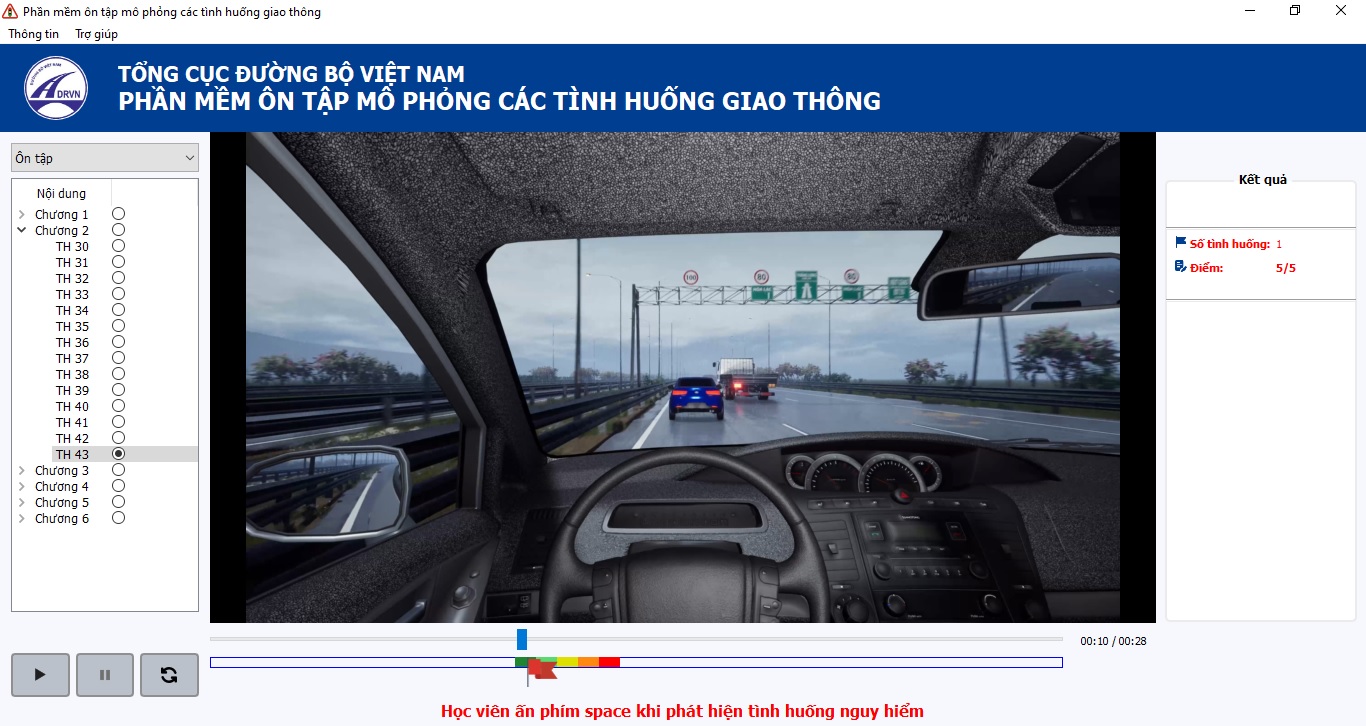 Phần mềm ôn tập mô phỏng các tình huống giao thông
Thông tin Trợ giúp
ĐƯỜNG BỘ VIỆT NAM
DRVN
TỔNG CỤC ĐƯỜNG BỘ VIỆT NAM
PHẦN MỀM ÔN TẬP MÔ PHỎNG CÁC TÌNH HUỐNG GIAO THÔNG
Ôn tập
Nội dung
Chương 1
Chương 2
TH 30
TH 31
TH 32
TH 33
TH 34
TH 35
TH 36
TH 37
TH 38
TH 39
TH 40
TH 41
TH 42
TH 43
Chương 3
Chương 4
Chương 5
Chương 6
100
80
80
Kết quả
Số tình huống: 1
Điểm: 5/5
00:10 / 00:28
Học viên ấn phím space khi phát hiện tình huống nguy hiểm